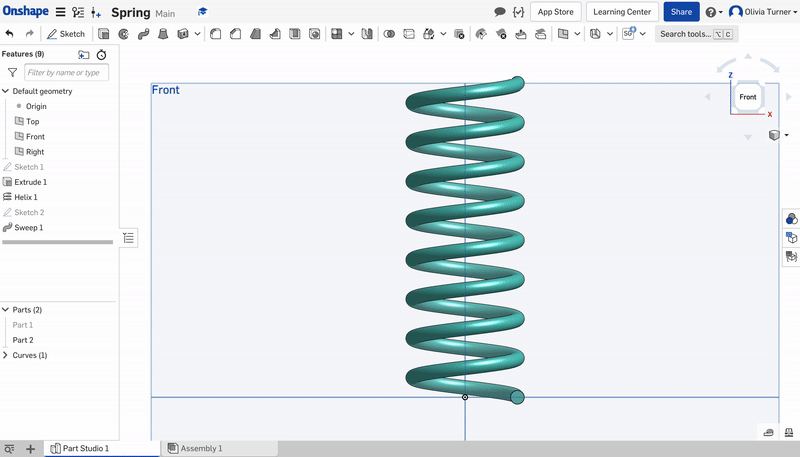 Onshape
Spring Main
App Store
Learning Center
Share
Olivia Turner
Sketch
Search tools... ⌥ C
Features (9)
Filter by name or type
Default geometry
Origin
Top
Front
Right
Sketch 1
Extrude 1
Helix 1
Sketch 2
Sweep 1
Parts (2)
Part 1
Part 2
Curves (1)
Front
Z
Front
X
Part Studio 1
Assembly 1